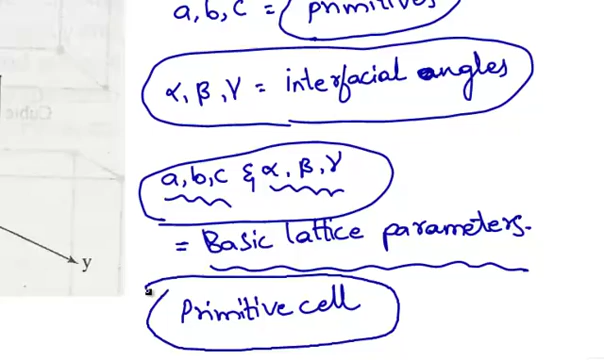 a, b, c = primitives
α, β, γ = interfacial angles
a, b, c & α, β, γ
= Basic lattice parameters.
Primitive cell
y